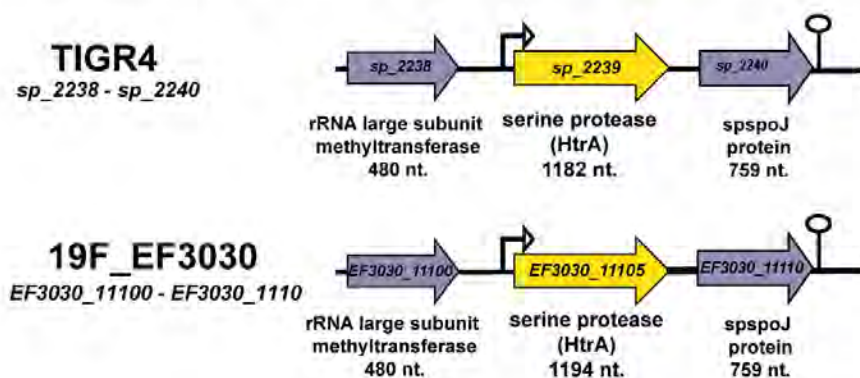 TIGR4
sp_2238 - sp_2240
sp_2238
sp_2239
sp_2240
rRNA large subunit
methyltransferase
480 nt.
serine protease
(HtrA)
1182 nt.
spspoJ
protein
759 nt.
19F_EF3030
EF3030_11100 - EF3030_1110
EF3030_11100
EF3030_11105
EF3030_11110
rRNA large subunit
methyltransferase
480 nt.
serine protease
(HtrA)
1194 nt.
spspoJ
protein
759 nt.